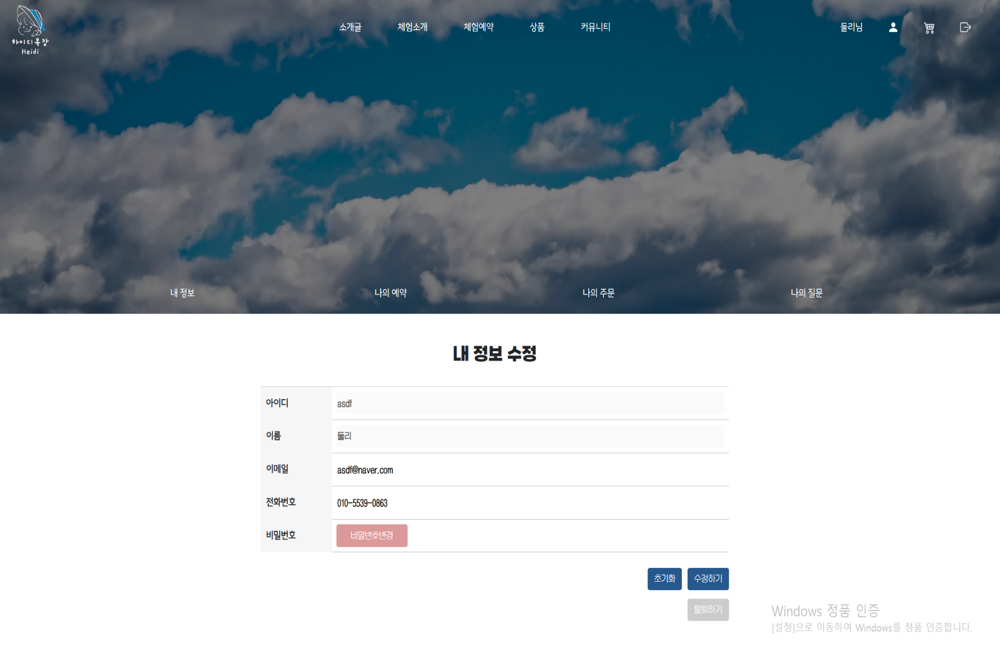 하이디목장
Heidi
소개글
체험소개
체험예약
상품
커뮤니티
둘리님
내 정보
나의 예약
나의 주문
나의 질문
내 정보 수정
아이디
asdf
이름
둘리
이메일
asdf@naver.com
전화번호
010-5539-0863
비밀번호
비밀번호변경
초기화
수정하기
탈퇴하기
Windows 정품 인증
[설정]으로 이동하여 Windows를 정품 인증합니다.